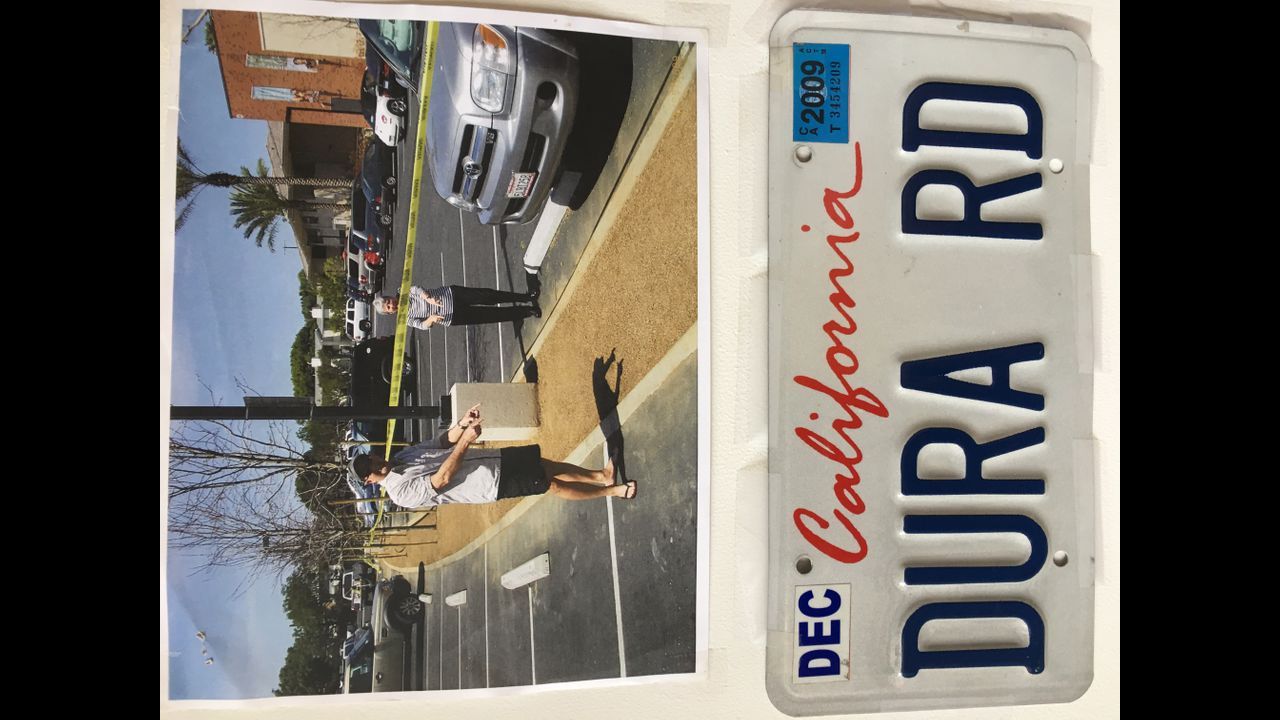 DEC
California
CA 2009
T 3454209
DURA RD